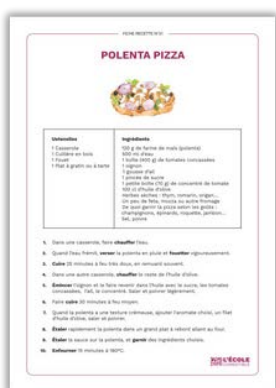 FICHE RECETTE N°21
POLENTA PIZZA
Ustensiles
1 Casserole
1 Cuillère en bois
1 Fouet
1 Plat à gratin ou à tarte
Ingrédients
120 g de farine de maïs (polenta)
500 ml d'eau
1 boîte (400 g) de tomates concassées
1 oignon
1 gousse d'ail
1 pincée de sucre
1 petite boîte (70 g) de concentré de tomate
100 cl d'huile d'olive
Herbes sèches : thym, romarin, origan...
Un peu de feta, mozza ou autre fromage
De quoi garnir ta pizza selon tes goûts :
champignons, épinards, roquette, jambon...
Sel, poivre
1. Dans une casserole, faire chauffer l'eau.
2. Quand l'eau frémit, verser la polenta en pluie et fouetter vigoureusement.
3. Cuire 25 minutes à feu très doux, en remuant souvent.
4. Dans une autre casserole, chauffer le reste de l'huile d'olive.
5. Émincer l'oignon et le faire revenir dans l'huile avec le sucre, les tomates
concassées, l'ail, le concentré. Saler et poivrer légèrement.
6. Faire cuire 20 minutes à feu moyen.
7. Quand la polenta a une texture crémeuse, ajouter l'aromate choisi, un filet
d'huile d'olive, saler et poivrer.
8. Étaler rapidement la polenta dans un grand plat à rebord allant au four.
9. Étaler la sauce sur la polenta, et garnir des ingrédients choisis.
10. Enfourner 15 minutes à 180°C.
L'ÉCOLE
COMESTIBLE